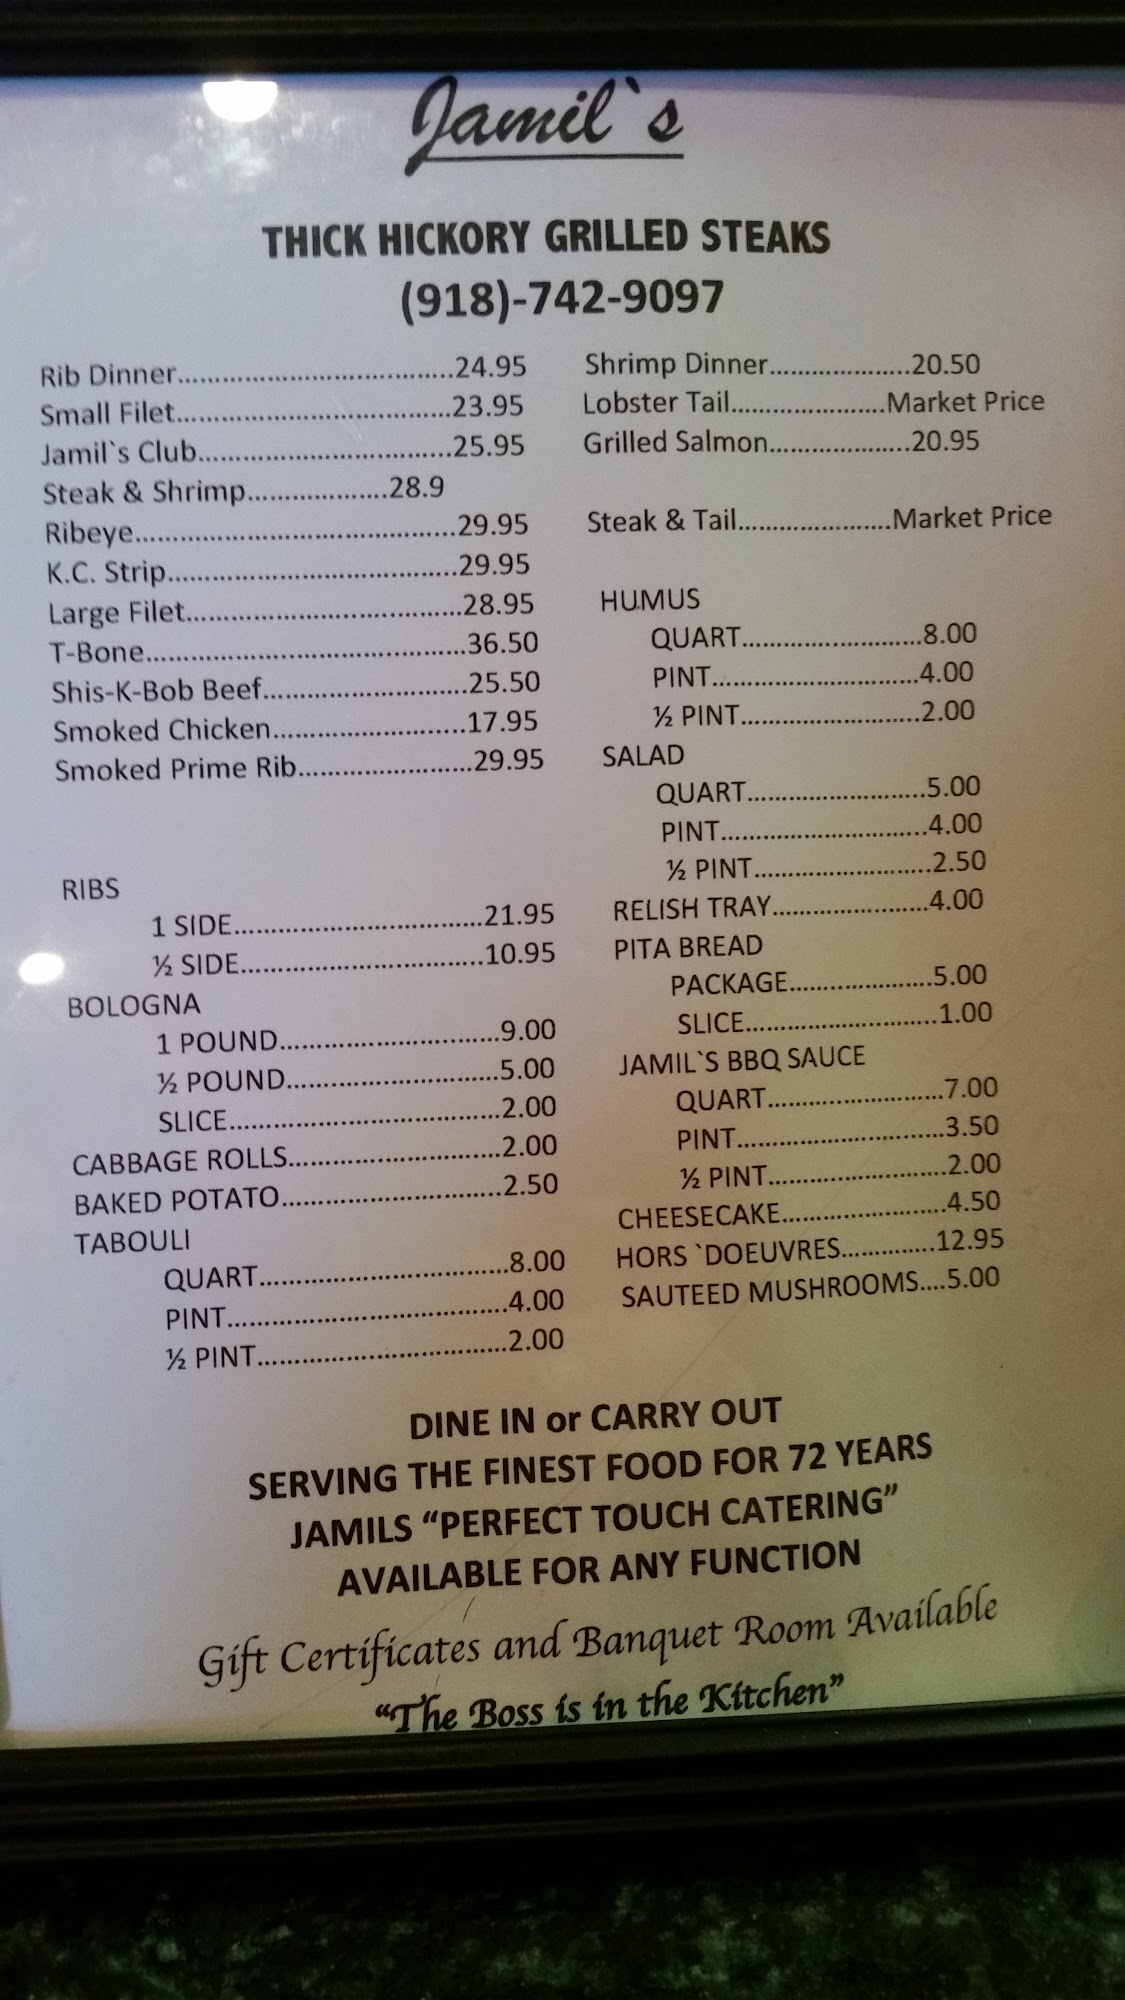 Jamil`s
THICK HICKORY GRILLED STEAKS
(918)-742-9097
Rib Dinner.....................................24.95
Small Filet.....................................23.95
Jamil`s Club..................................25.95
Steak & Shrimp...................28.9
Ribeye...........................................29.95
K.C. Strip.......................................29.95
Large Filet.....................................28.95
T-Bone...........................................36.50
Shis-K-Bob Beef...........................25.50
Smoked Chicken..........................17.95
Smoked Prime Rib.......................29.95
RIBS
1 SIDE..................................21.95
½ SIDE.................................10.95
BOLOGNA
1 POUND..............................9.00
½ POUND.............................5.00
SLICE.....................................2.00
CABBAGE ROLLS.............................2.00
BAKED POTATO..............................2.50
TABOULI
QUART..................................8.00
PINT......................................4.00
½ PINT..................................2.00
Shrimp Dinner...................20.50
Lobster Tail.....................Market Price
Grilled Salmon...................20.95
Steak & Tail.....................Market Price
HUMUS
QUART........................8.00
PINT............................4.00
½ PINT........................2.00
SALAD
QUART........................5.00
PINT............................4.00
½ PINT........................2.50
RELISH TRAY.....................4.00
PITA BREAD
PACKAGE...................5.00
SLICE..........................1.00
JAMIL`S BBQ SAUCE
QUART........................7.00
PINT............................3.50
½ PINT........................2.00
CHEESECAKE......................4.50
HORS `DOEUVRES.............12.95
SAUTEED MUSHROOMS....5.00
DINE IN or CARRY OUT
SERVING THE FINEST FOOD FOR 72 YEARS
JAMILS “PERFECT TOUCH CATERING”
AVAILABLE FOR ANY FUNCTION
Gift Certificates and Banquet Room Available
“The Boss is in the Kitchen”